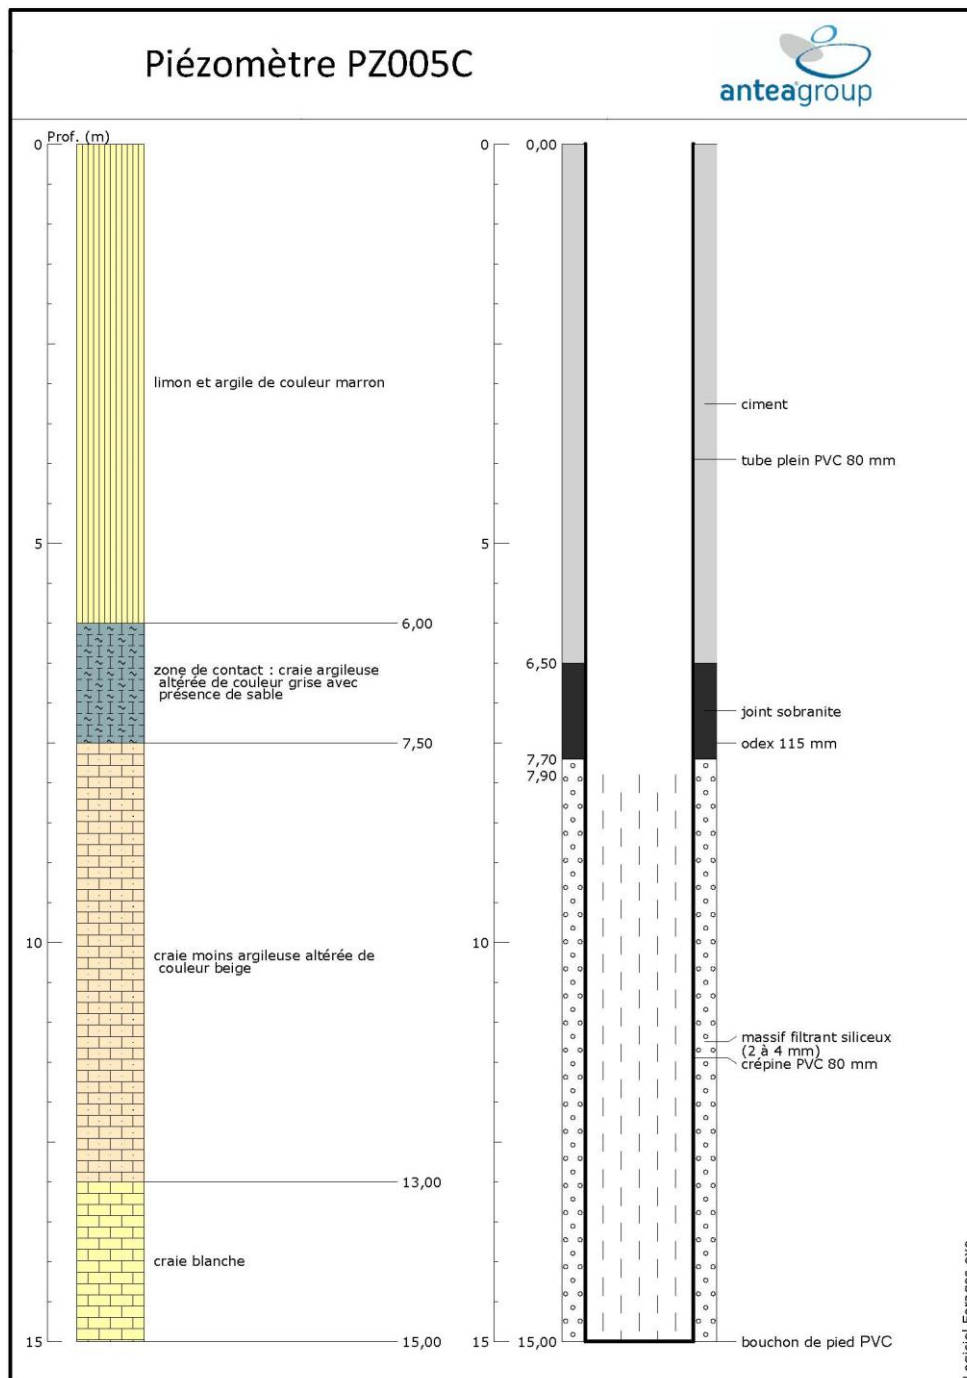 Piézomètre PZ005C
anteagroup
Prof. (m)
0
0
0,00
limon et argile de couleur marron
ciment
tube plein PVC 80 mm
5
5
6,00
6,50
zone de contact : craie argileuse
altérée de couleur grise avec
présence de sable
joint sobranite
7,50
odex 115 mm
7,70
7,90
10
10
craie moins argileuse altérée de
couleur beige
massif filtrant siliceux
(2 à 4 mm)
crépine PVC 80 mm
13,00
craie blanche
15
15,00
15
15,00
bouchon de pied PVC
Logiciel Forages.exe